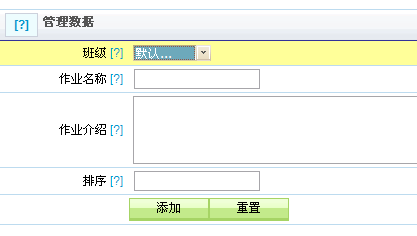 [?] 管理数据
班级 [?] 默认...
作业名称 [?]
作业介绍 [?]
排序 [?]
添加 重置